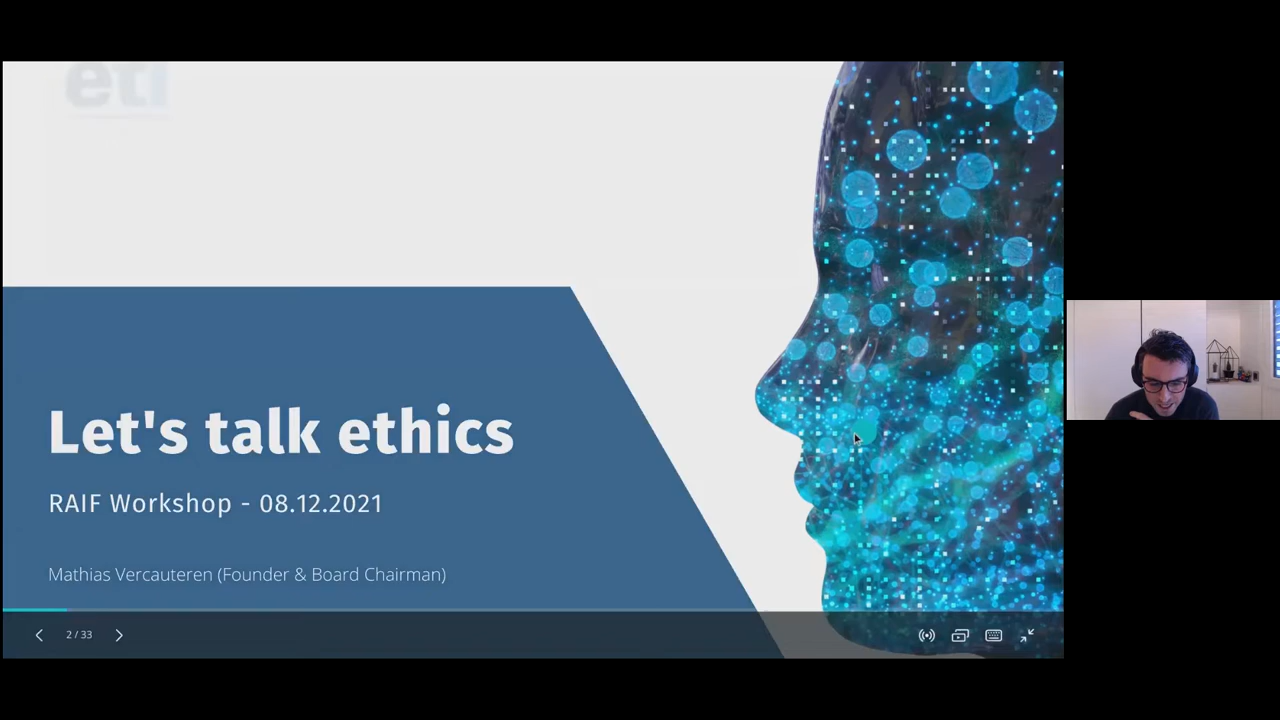 eti
Let's talk ethics
RAIF Workshop - 08.12.2021
Mathias Vercauteren (Founder & Board Chairman)
2 / 33